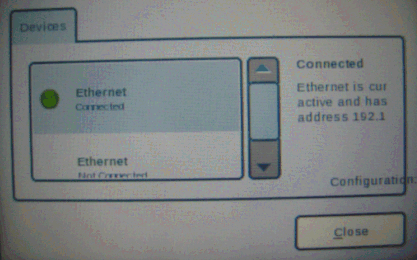 Devices
Ethernet
Connected
Ethernet
Not Connected
Connected
Ethernet is cur
active and has
address 192.1
Configuration:
Close